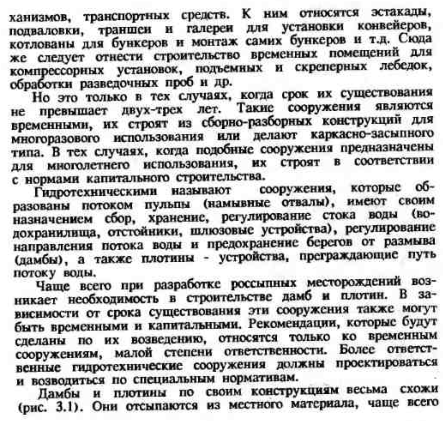 ханизмов, транспортных средств. К ним относятся эстакады,
подваловки, траншеи и галереи для установки конвейеров,
котлованы для бункеров и монтаж самих бункеров и т.д. Сюда
же следует отнести строительство временных помещений для
компрессорных установок, подъемных и скреперных лебедок,
обработки разведочных проб и др.
Но это только в тех случаях, когда срок их существования
не превышает двух-трех лет. Такие сооружения являются
временными, их строят из сборно-разборных конструкций для
многоразового использования или делают каркасно-засыпного
типа. В тех случаях, когда подобные сооружения предназначены
для многолетнего использования, их строят в соответствии
с нормами капитального строительства.
Гидротехническими называют сооружения, которые об-
разованы потоком пульпы (намывные отвалы), имеют своим
назначением сбор, хранение, регулирование стока воды (во-
дохранилища, отстойники, шлюзовые устройства), регулирование
направления потока воды и предохранение берегов от размыва
(дамбы), а также плотины - устройства, преграждающие путь
потоку воды.
Чаще всего при разработке россыпных месторождений воз-
никает необходимость в строительстве дамб и плотин. В за-
висимости от срока существования эти сооружения также могут
быть временными и капитальными. Рекомендации, которые будут
сделаны по их возведению, относятся только ко временным
сооружениям, малой степени ответственности. Более ответст-
венные гидротехнические сооружения должны проектироваться
и возводиться по специальным нормативам.
Дамбы и плотины по своим конструкциям весьма схожи
(рис. 3.1). Они отсыпаются из местного материала, чаще всего